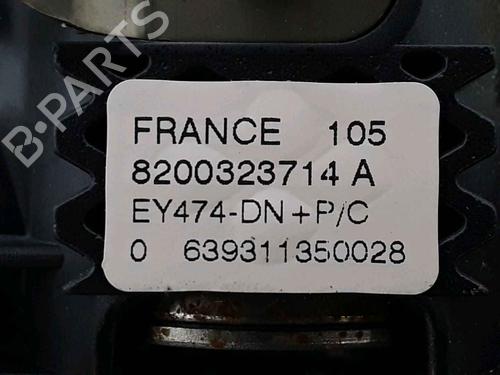 B-PARTS
FRANCE 105
8200323714 A
EY474-DN+P/C
0 639311350028